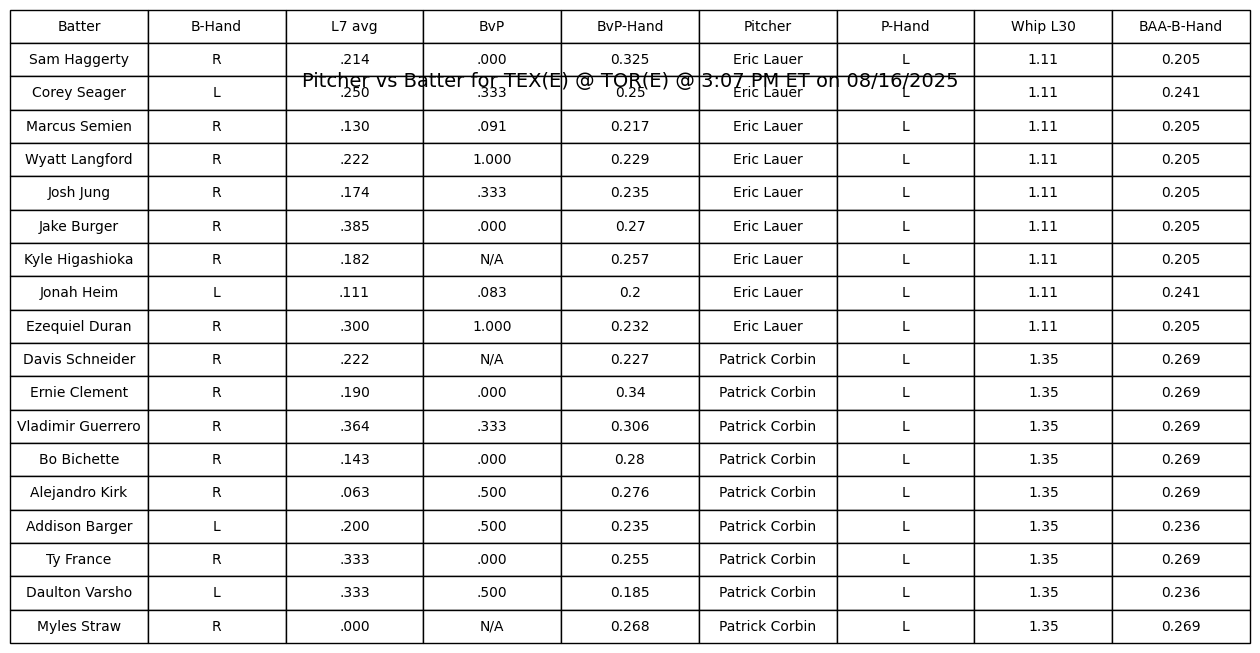 Batter B-Hand L7 avg BvP BvP-Hand Pitcher P-Hand Whip L30 BAA-B-Hand
Sam Haggerty R .214 .000 0.325 Eric Lauer L 1.11 0.205
Pitcher vs Batter for TEX(E) @ TOR(E) @ 3:07 PM ET on 08/16/2025
Corey Seager L .250 .333 0.25 Eric Lauer L 1.11 0.241
Marcus Semien R .130 .091 0.217 Eric Lauer L 1.11 0.205
Wyatt Langford R .222 1.000 0.229 Eric Lauer L 1.11 0.205
Josh Jung R .174 .333 0.235 Eric Lauer L 1.11 0.205
Jake Burger R .385 .000 0.27 Eric Lauer L 1.11 0.205
Kyle Higashioka R .182 N/A 0.257 Eric Lauer L 1.11 0.205
Jonah Heim L .111 .083 0.2 Eric Lauer L 1.11 0.241
Ezequiel Duran R .300 1.000 0.232 Eric Lauer L 1.11 0.205
Davis Schneider R .222 N/A 0.227 Patrick Corbin L 1.35 0.269
Ernie Clement R .190 .000 0.34 Patrick Corbin L 1.35 0.269
Vladimir Guerrero R .364 .333 0.306 Patrick Corbin L 1.35 0.269
Bo Bichette R .143 .000 0.28 Patrick Corbin L 1.35 0.269
Alejandro Kirk R .063 .500 0.276 Patrick Corbin L 1.35 0.269
Addison Barger L .200 .500 0.235 Patrick Corbin L 1.35 0.236
Ty France R .333 .000 0.255 Patrick Corbin L 1.35 0.269
Daulton Varsho L .333 .500 0.185 Patrick Corbin L 1.35 0.236
Myles Straw R .000 N/A 0.268 Patrick Corbin L 1.35 0.269